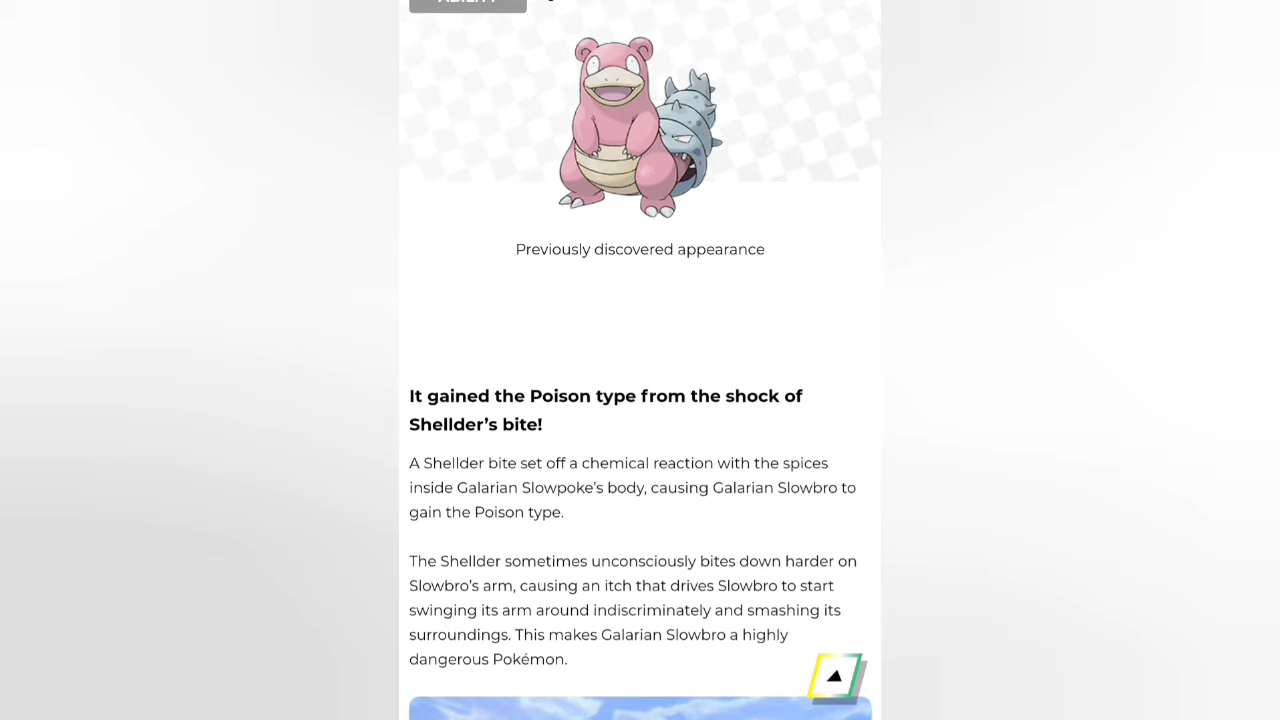 Previously discovered appearance
It gained the Poison type from the shock of
Shellder’s bite!
A Shellder bite set off a chemical reaction with the spices
inside Galarian Slowpoke’s body, causing Galarian Slowbro to
gain the Poison type.
The Shellder sometimes unconsciously bites down harder on
Slowbro’s arm, causing an itch that drives Slowbro to start
swinging its arm around indiscriminately and smashing its
surroundings. This makes Galarian Slowbro a highly
dangerous Pokémon.